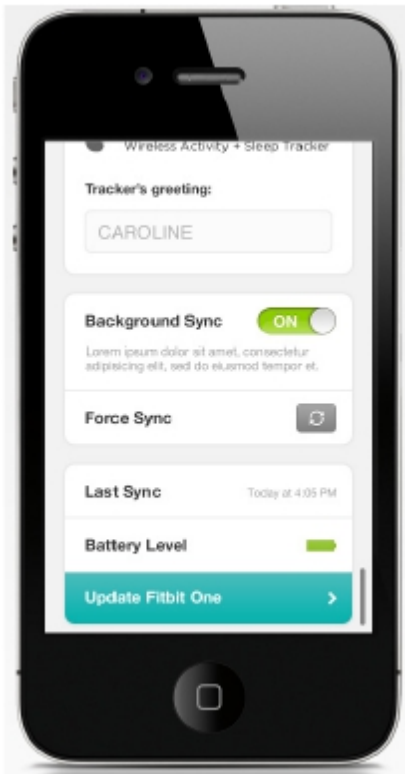 Wireless Activity + Sleep Tracker
Tracker's greeting:
CAROLINE
Background Sync
ON
Lorem ipsum dolor sit amet, consectetur
adipisicing elit, sed do eiusmod tempor et.
Force Sync
Last Sync
Today at 4:05 PM
Battery Level
Update Fitbit One